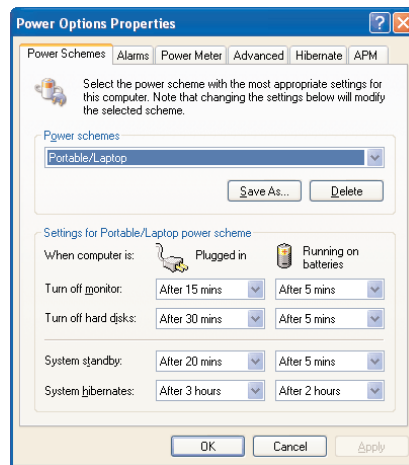 Power Options Properties
Power Schemes Alarms Power Meter Advanced Hibernate APM
Select the power scheme with the most appropriate settings for
this computer. Note that changing the settings below will modify
the selected scheme.
Power schemes
Portable/Laptop
Save As... Delete
Settings for Portable/Laptop power scheme
When computer is: Plugged in Running on
batteries
Turn off monitor: After 15 mins After 5 mins
Turn off hard disks: After 30 mins After 5 mins
System standby: After 20 mins After 5 mins
System hibernates: After 3 hours After 2 hours
OK Cancel Apply